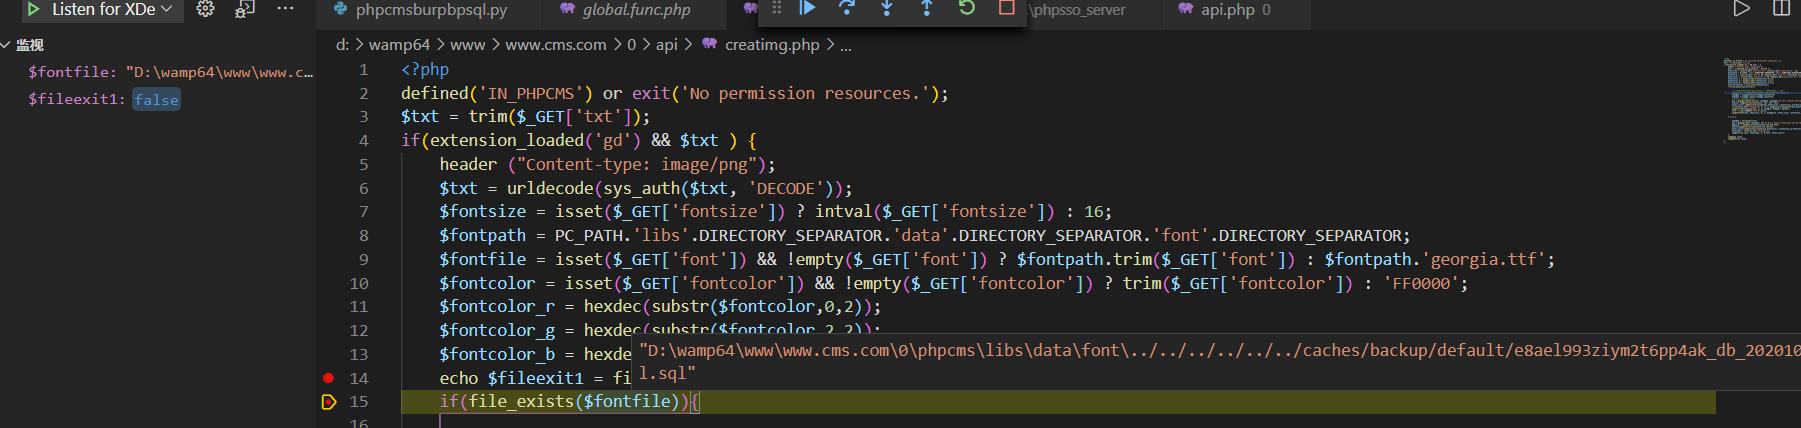 Listen for XDe
phpcmsburpbpsql.py
global.func.php
\phpsso_server
api.php 0
监视
$fontfile: "D:\wamp64\www\www.c…
$fileexit1: false
d: > wamp64 > www > www.cms.com > 0 > api > creatimg.php > ...
1 <?php
2 defined('IN_PHPCMS') or exit('No permission resources.');
3 $txt = trim($_GET['txt']);
4 if(extension_loaded('gd') && $txt ) {
5 header ("Content-type: image/png");
6 $txt = urldecode(sys_auth($txt, 'DECODE'));
7 $fontsize = isset($_GET['fontsize']) ? intval($_GET['fontsize']) : 16;
8 $fontpath = PC_PATH.'libs'.DIRECTORY_SEPARATOR.'data'.DIRECTORY_SEPARATOR.'font'.DIRECTORY_SEPARATOR;
9 $fontfile = isset($_GET['font']) && !empty($_GET['font']) ? $fontpath.trim($_GET['font']) : $fontpath.'georgia.ttf';
10 $fontcolor = isset($_GET['fontcolor']) && !empty($_GET['fontcolor']) ? trim($_GET['fontcolor']) : 'FF0000';
11 $fontcolor_r = hexdec(substr($fontcolor,0,2));
12 $fontcolor_g = hexdec(substr($fontcolor,2,2));
13 $fontcolor_b = hexde
"D:\wamp64\www\www.cms.com\0\phpcms\libs\data\font\../../../../../../caches/backup/default/e8ael993ziym2t6pp4ak_db_202010
l.sql"
14 echo $fileexit1 = fi
15 if(file_exists($fontfile)){
16